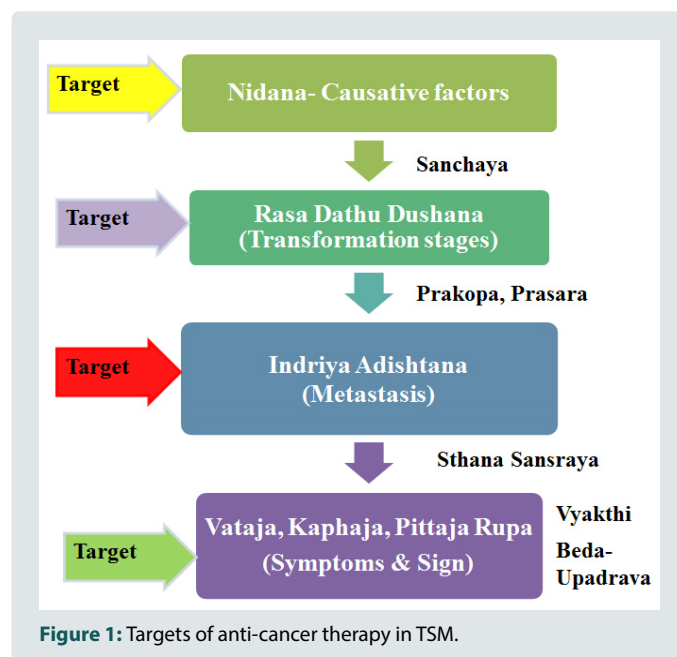 Target
Nidana- Causative factors
Sanchaya
Target
Rasa Dathu Dushana
(Transformation stages)
Prakopa, Prasara
Target
Indriya Adishtana
(Metastasis)
Sthana Sansraya
Target
Vataja, Kaphaja, Pittaja Rupa
(Symptoms & Sign)
Vyakthi
Beda-
Upadrava
Figure 1: Targets of anti-cancer therapy in TSM.